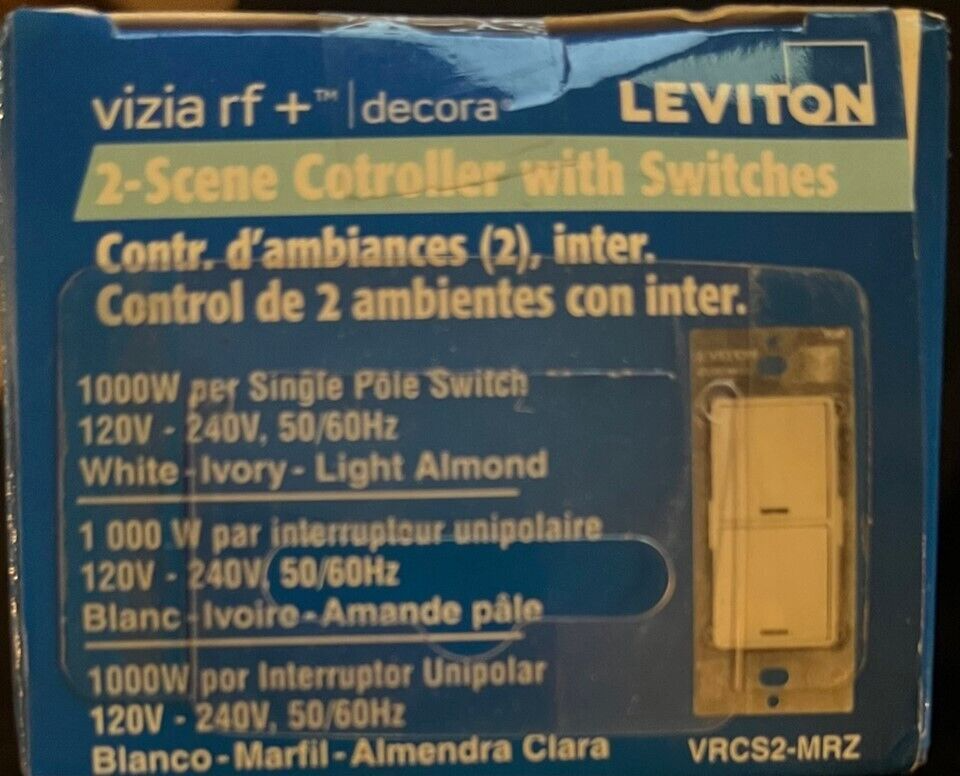 vizia rf +™ | decora® LEVITON
2-Scene Cotroller with Switches
Contr. d'ambiances (2), inter.
Control de 2 ambientes con inter.
1000W per Single Pole Switch
120V - 240V, 50/60Hz
White - Ivory - Light Almond
1 000 W par interrupteur unipolaire
120V - 240V, 50/60Hz
Blanc - Ivoire - Amande pâle
1000W por Interruptor Unipolar
120V - 240V, 50/60Hz
Blanco - Marfil - Almendra Clara
VRCS2-MRZ